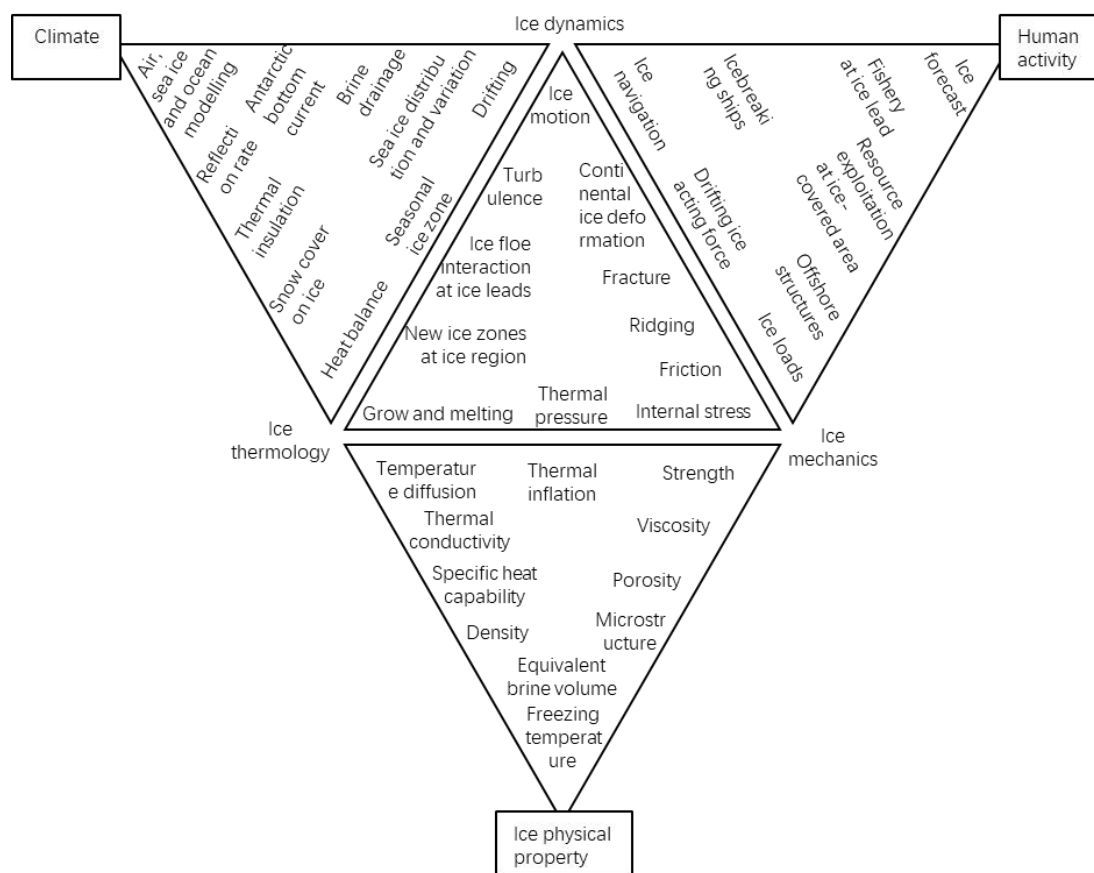 Climate
Ice dynamics
Human
activity
Air,
sea ice
and ocean
modelling
Antarctic
bottom
current
Brine
drainage
Sea ice distribu
tion and variation
Drifting
Reflecti
on rate
Thermal
insulation
Snow cover
on ice
Seasonal
ice zone
Heat balance
Ice
motion
Turb
ulence
Conti
nental
ice defo
rmation
Ice floe
interaction
at ice leads
Fracture
New ice zones
at ice region
Ridging
Friction
Grow and melting
Thermal
pressure
Internal stress
Ice
navigation
Icebreaki
ng ships
Fishery
at ice lead
Ice
forecast
Drifting ice
acting force
Resource
exploitation
at ice-
covered area
Offshore
structures
Ice loads
Ice
thermology
Ice
mechanics
Temperatur
e diffusion
Thermal
inflation
Strength
Thermal
conductivity
Viscosity
Specific heat
capability
Porosity
Density
Microstr
ucture
Equivalent
brine volume
Freezing
temperat
ure
Ice physical
property